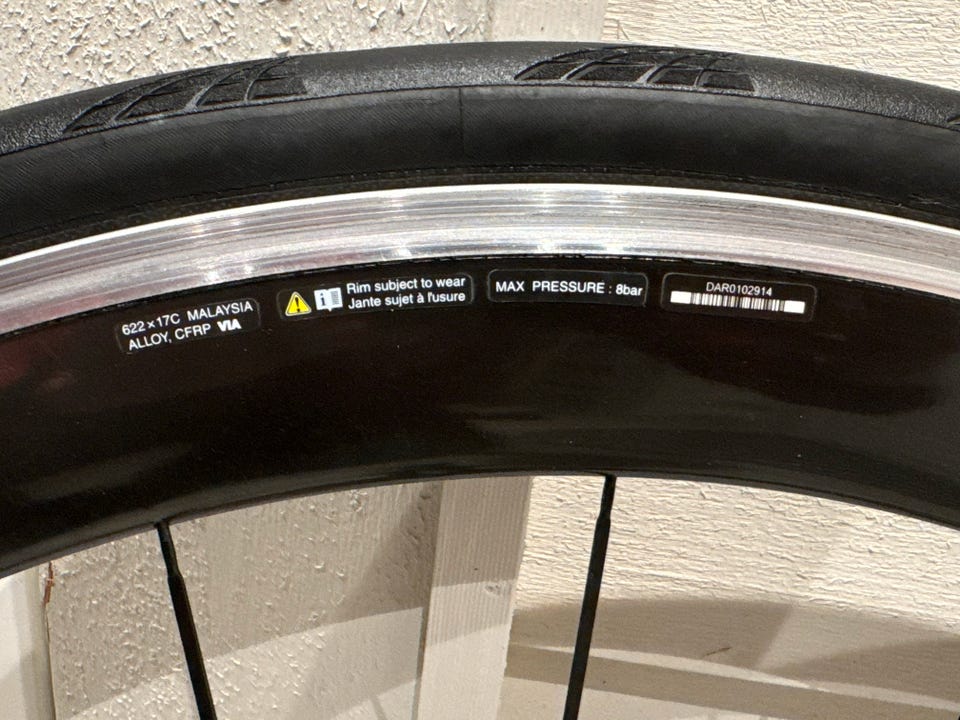 622×17C MALAYSIA
ALLOY, CFRP VIA
Rim subject to wear
Jante sujet à l'usure
MAX PRESSURE : 8bar
DAR0102914